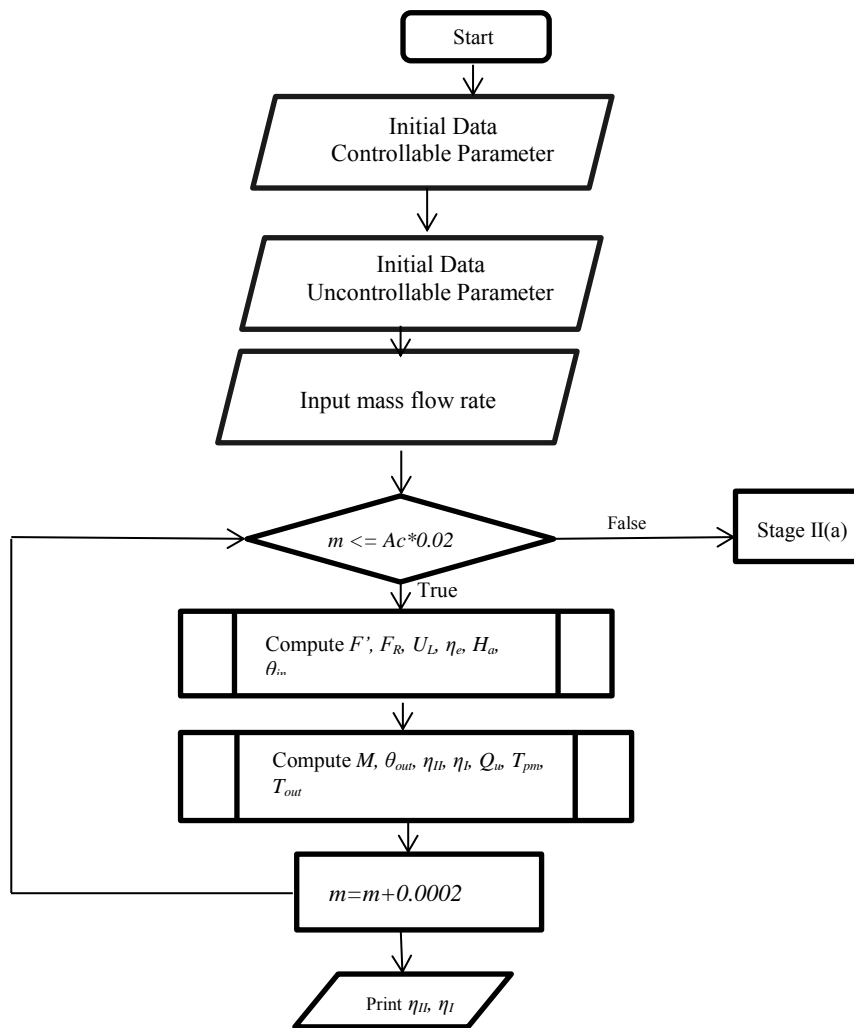 Start
Initial Data
Controllable Parameter
Initial Data
Uncontrollable Parameter
Input mass flow rate
m <= Ac*0.02
False
Stage II(a)
True
Compute F’, F_R, U_L, η_e, H_a,
θ_in
Compute M, θ_out, η_II, η_I, Q_u, T_pm,
T_out
m=m+0.0002
Print η_II, η_I